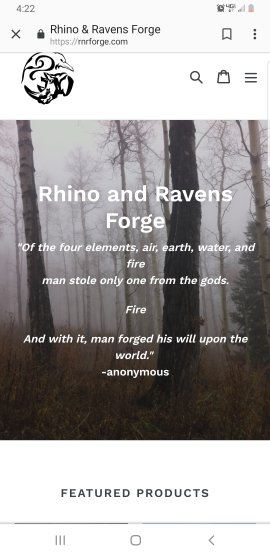 4:22
Rhino & Ravens Forge
https://rnrforge.com
Rhino and Ravens
Forge
"Of the four elements, air, earth, water, and
fire
man stole only one from the gods.
Fire
And with it, man forged his will upon the
world."
-anonymous
FEATURED PRODUCTS